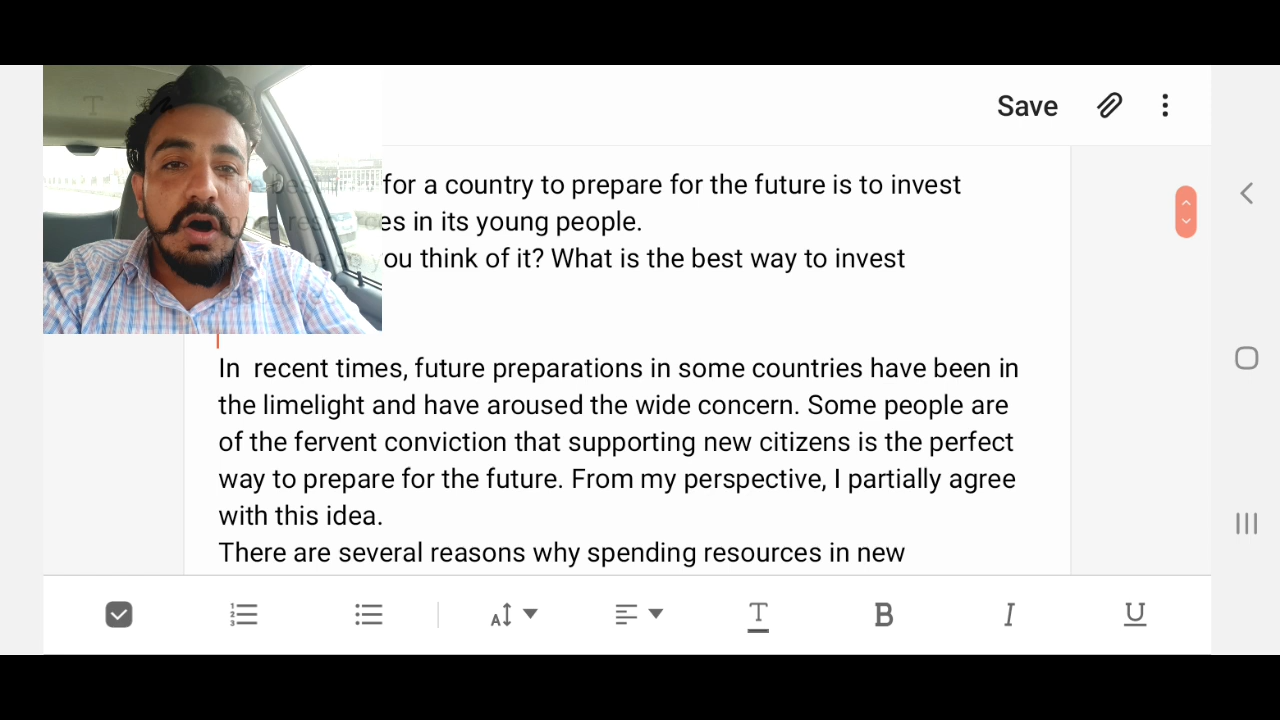 Save
for a country to prepare for the future is to invest
more resources in its young people.
you think of it? What is the best way to invest
resources
In recent times, future preparations in some countries have been in
the limelight and have aroused the wide concern. Some people are
of the fervent conviction that supporting new citizens is the perfect
way to prepare for the future. From my perspective, I partially agree
with this idea.
There are several reasons why spending resources in new
A T B I U